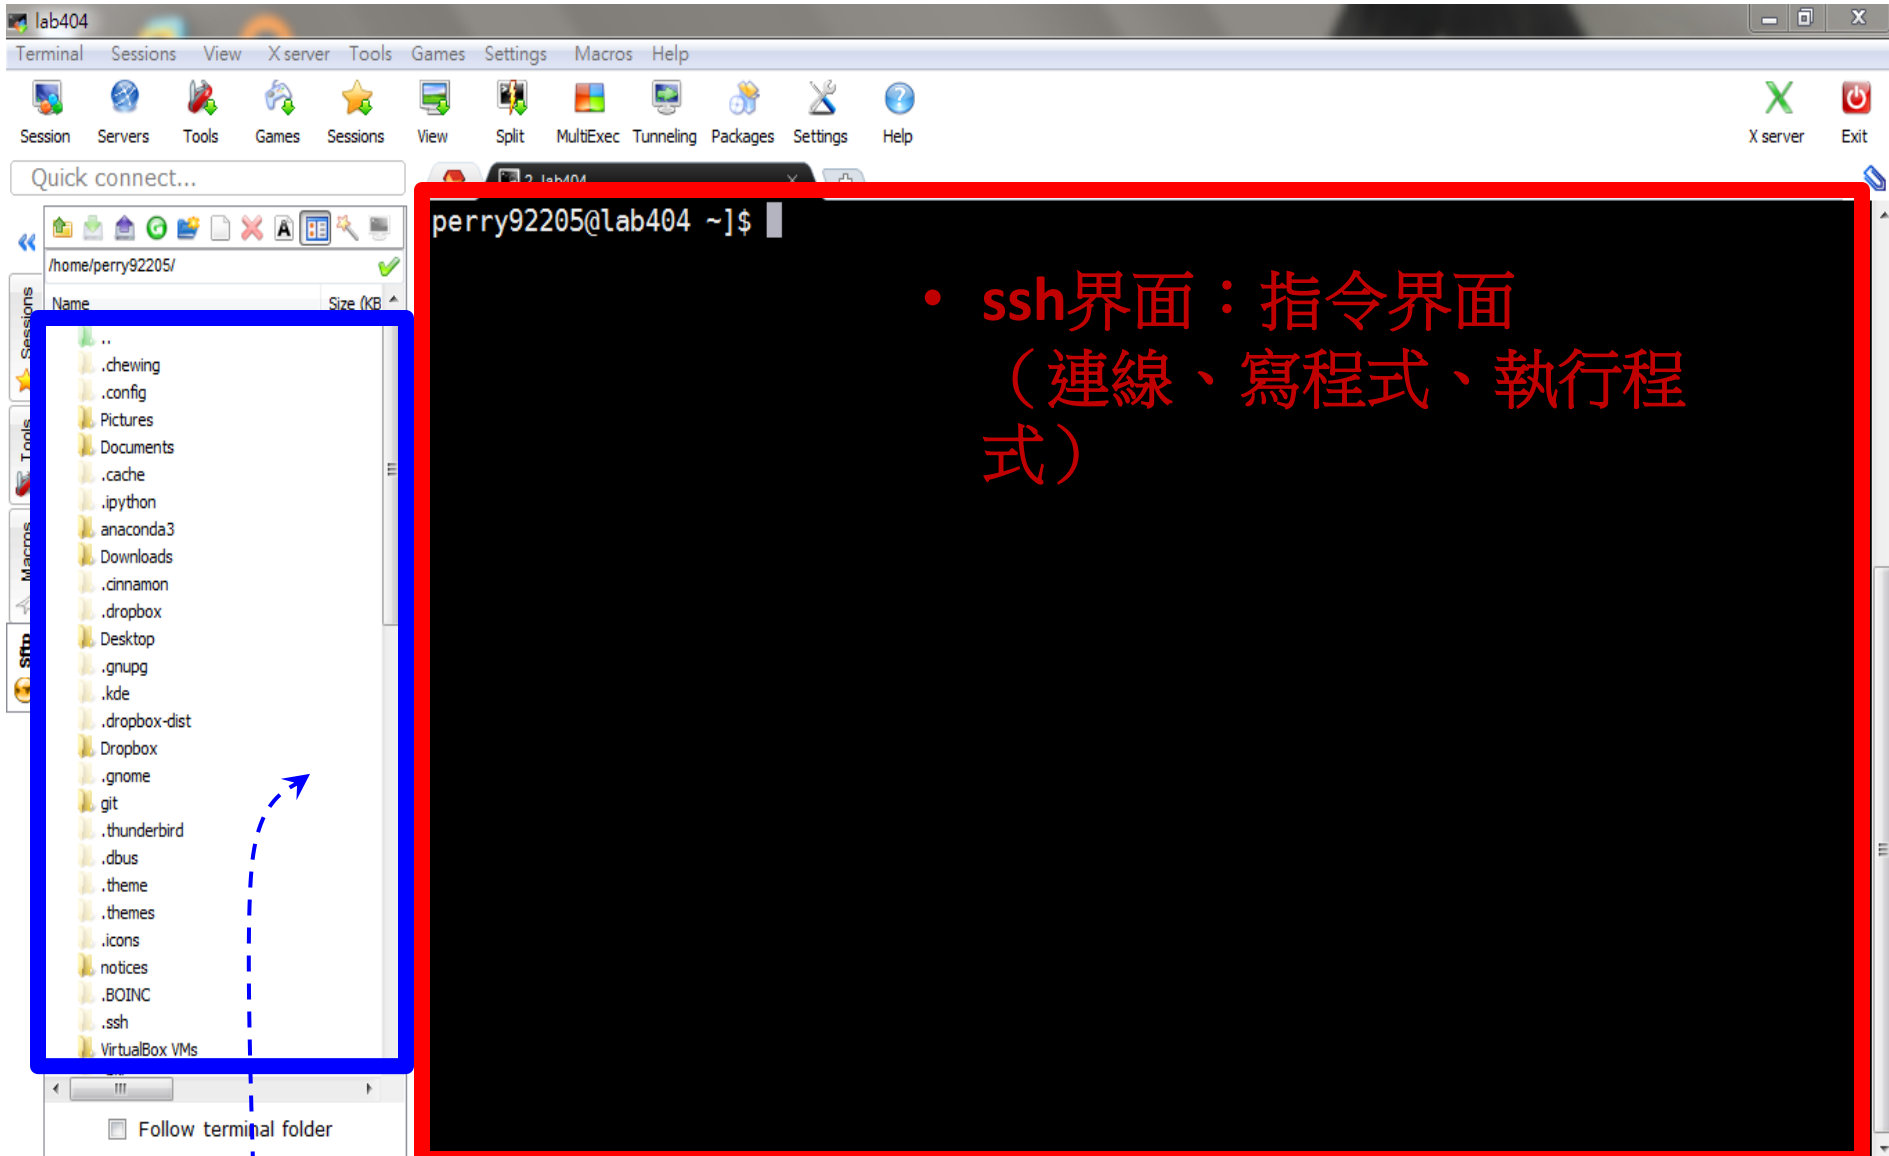 lab404
Terminal Sessions View X server Tools Games Settings Macros Help
Session Servers Tools Games Sessions View Split MultiExec Tunneling Packages Settings Help X server Exit
Quick connect...
2. lab404
/home/perry92205/
Name Size (KB
Sessions
Tools
Macros
Sftp
..
.chewing
.config
Pictures
Documents
.cache
.ipython
anaconda3
Downloads
.cinnamon
.dropbox
Desktop
.gnupg
.kde
.dropbox-dist
Dropbox
.gnome
git
.thunderbird
.dbus
.theme
.themes
.icons
notices
.BOINC
.ssh
VirtualBox VMs
Follow terminal folder
perry92205@lab404 ~]$
• ssh界面：指令界面
（連線、寫程式、執行程
式）